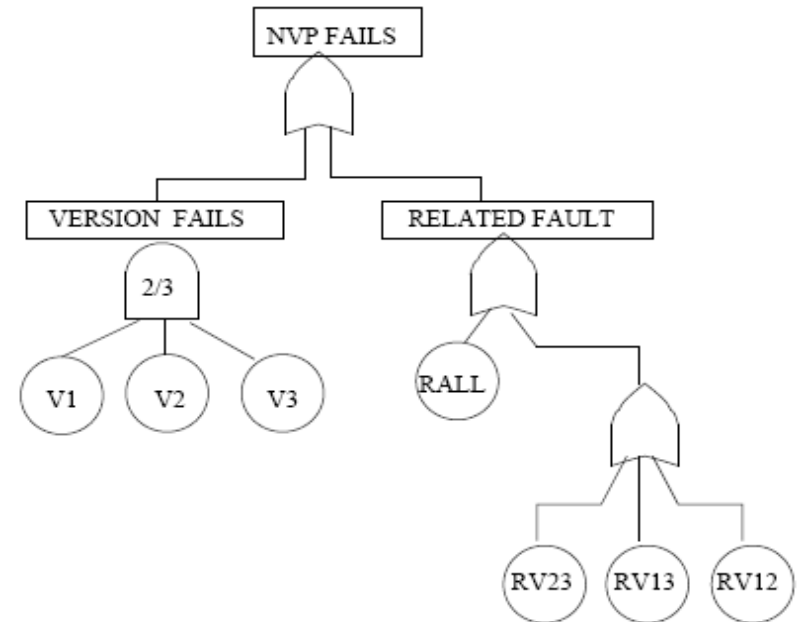 NVP FAILS
VERSION FAILS
RELATED FAULT
2/3
V1
V2
V3
RALL
RV23
RV13
RV12